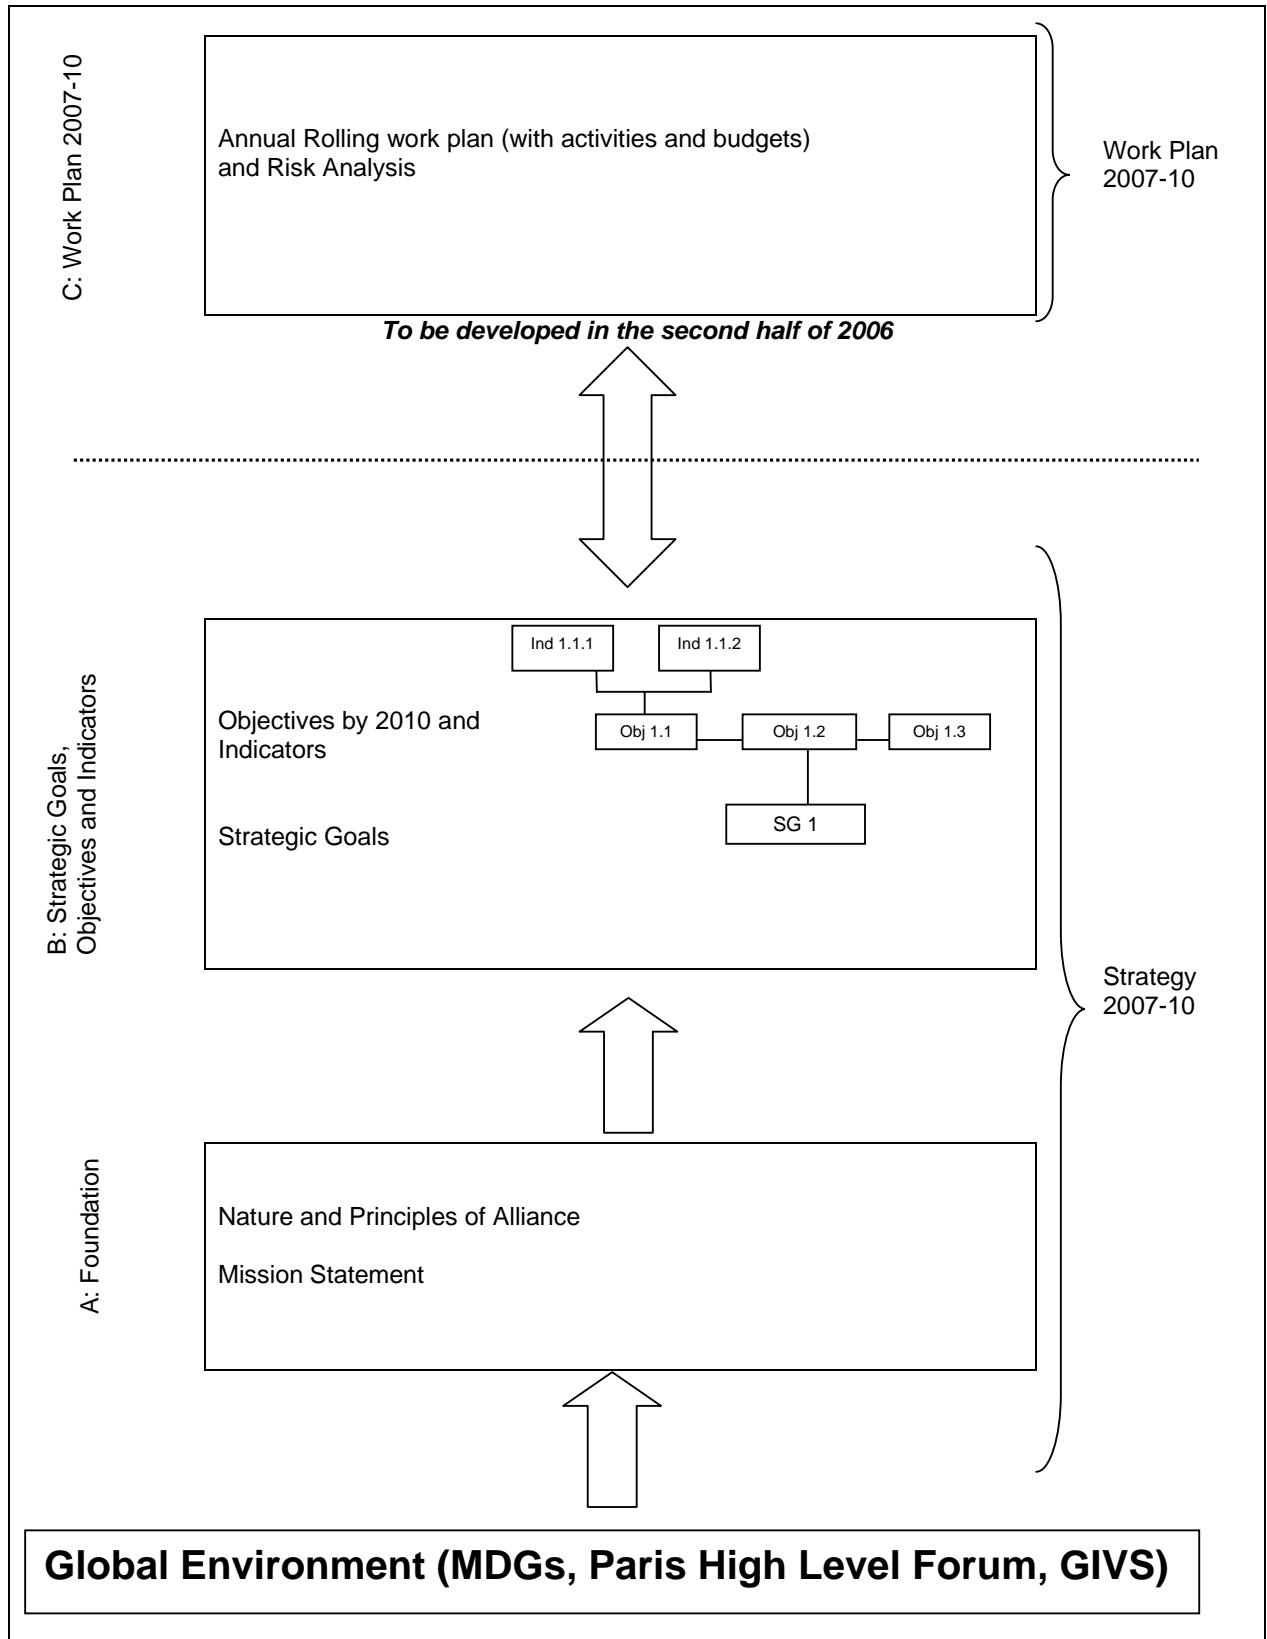 C: Work Plan 2007-10
Annual Rolling work plan (with activities and budgets)
and Risk Analysis
Work Plan
2007-10
To be developed in the second half of 2006
B: Strategic Goals,
Objectives and Indicators
Ind 1.1.1
Ind 1.1.2
Objectives by 2010 and
Indicators
Obj 1.1
Obj 1.2
Obj 1.3
Strategic Goals
SG 1
Strategy
2007-10
A: Foundation
Nature and Principles of Alliance
Mission Statement
Global Environment (MDGs, Paris High Level Forum, GIVS)